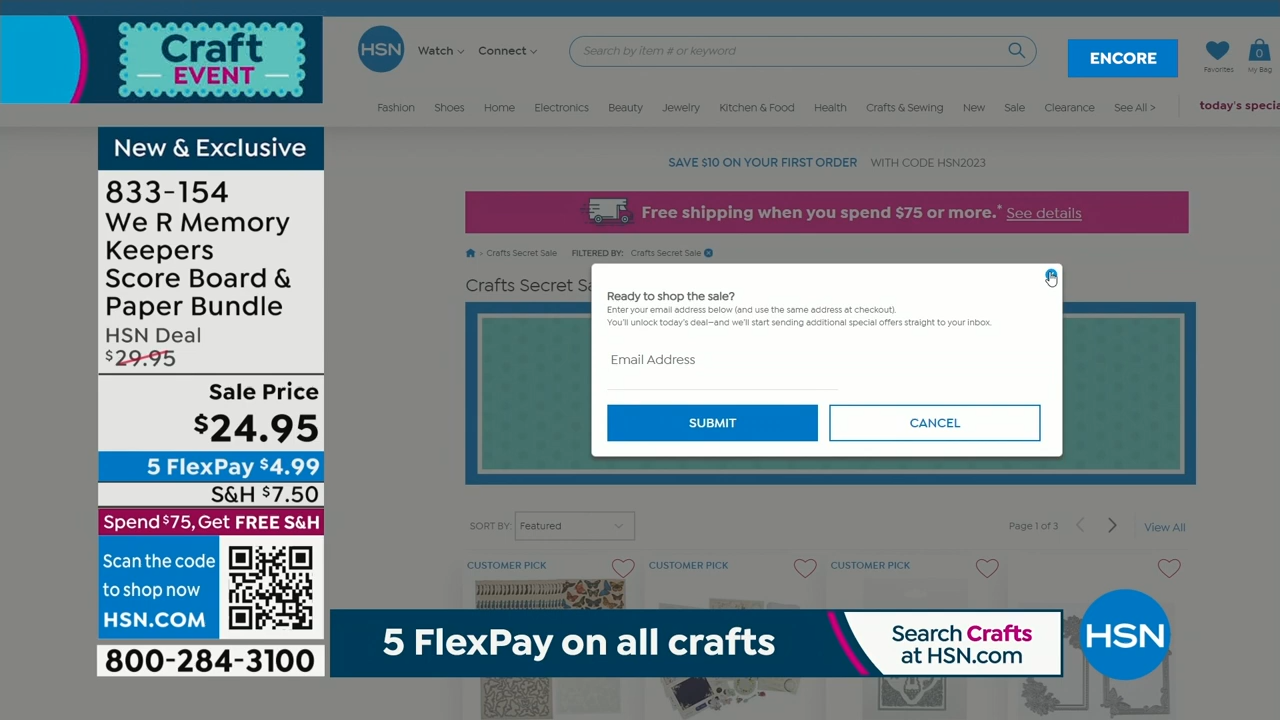 Craft
EVENT
New & Exclusive
833-154
We R Memory
Keepers
Score Board &
Paper Bundle
HSN Deal
$29.95
Sale Price
$24.95
5 FlexPay $4.99
S&H $7.50
Spend $75, Get FREE S&H
Scan the code
to shop now
HSN.COM
800-284-3100
HSN
Watch
Connect
Search by item # or keyword
ENCORE
Favorites
0
My Bag
Fashion
Shoes
Home
Electronics
Beauty
Jewelry
Kitchen & Food
Health
Crafts & Sewing
New
Sale
Clearance
See All >
today's specia
SAVE $10 ON YOUR FIRST ORDER WITH CODE HSN2023
Free shipping when you spend $75 or more.* See details
> Crafts Secret Sale FILTERED BY: Crafts Secret Sale
Crafts Secret Sa
Ready to shop the sale?
Enter your email address below (and use the same address at checkout).
You'll unlock today's deal—and we'll start sending additional special offers straight to your inbox.
Email Address
SUBMIT
CANCEL
SORT BY: Featured
Page 1 of 3
View All
CUSTOMER PICK
CUSTOMER PICK
CUSTOMER PICK
5 FlexPay on all crafts
Search Crafts
at HSN.com
HSN